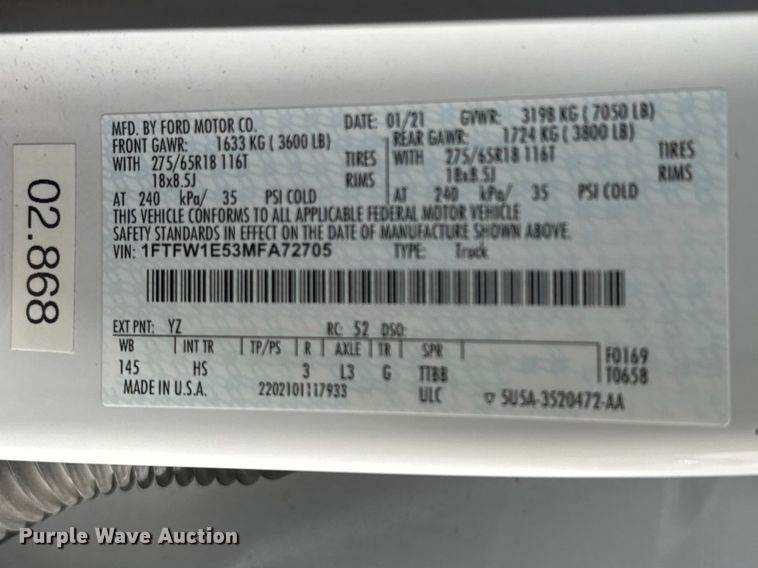 02.868
MFD. BY FORD MOTOR CO. DATE: 01/21 GVWR: 3198 KG ( 7050 LB)
FRONT GAWR: 1633 KG ( 3600 LB) REAR GAWR: 1724 KG ( 3800 LB)
WITH 275/65R18 116T TIRES WITH 275/65R18 116T TIRES
18x8.5J RIMS 18x8.5J RIMS
AT 240 kPa/ 35 PSI COLD AT 240 kPa/ 35 PSI COLD
THIS VEHICLE CONFORMS TO ALL APPLICABLE FEDERAL MOTOR VEHICLE
SAFETY STANDARDS IN EFFECT ON THE DATE OF MANUFACTURE SHOWN ABOVE.
VIN: 1FTFW1E53MFA72705 TYPE: Truck
EXT PNT: YZ RC: 52 DSO:
WB INT TR TP/PS R AXLE TR SPR F0169
145 HS 3 L3 G TTBB T0658
MADE IN U.S.A. 2202101117933 ULC 5U5A-3520472-AA
Purple Wave Auction